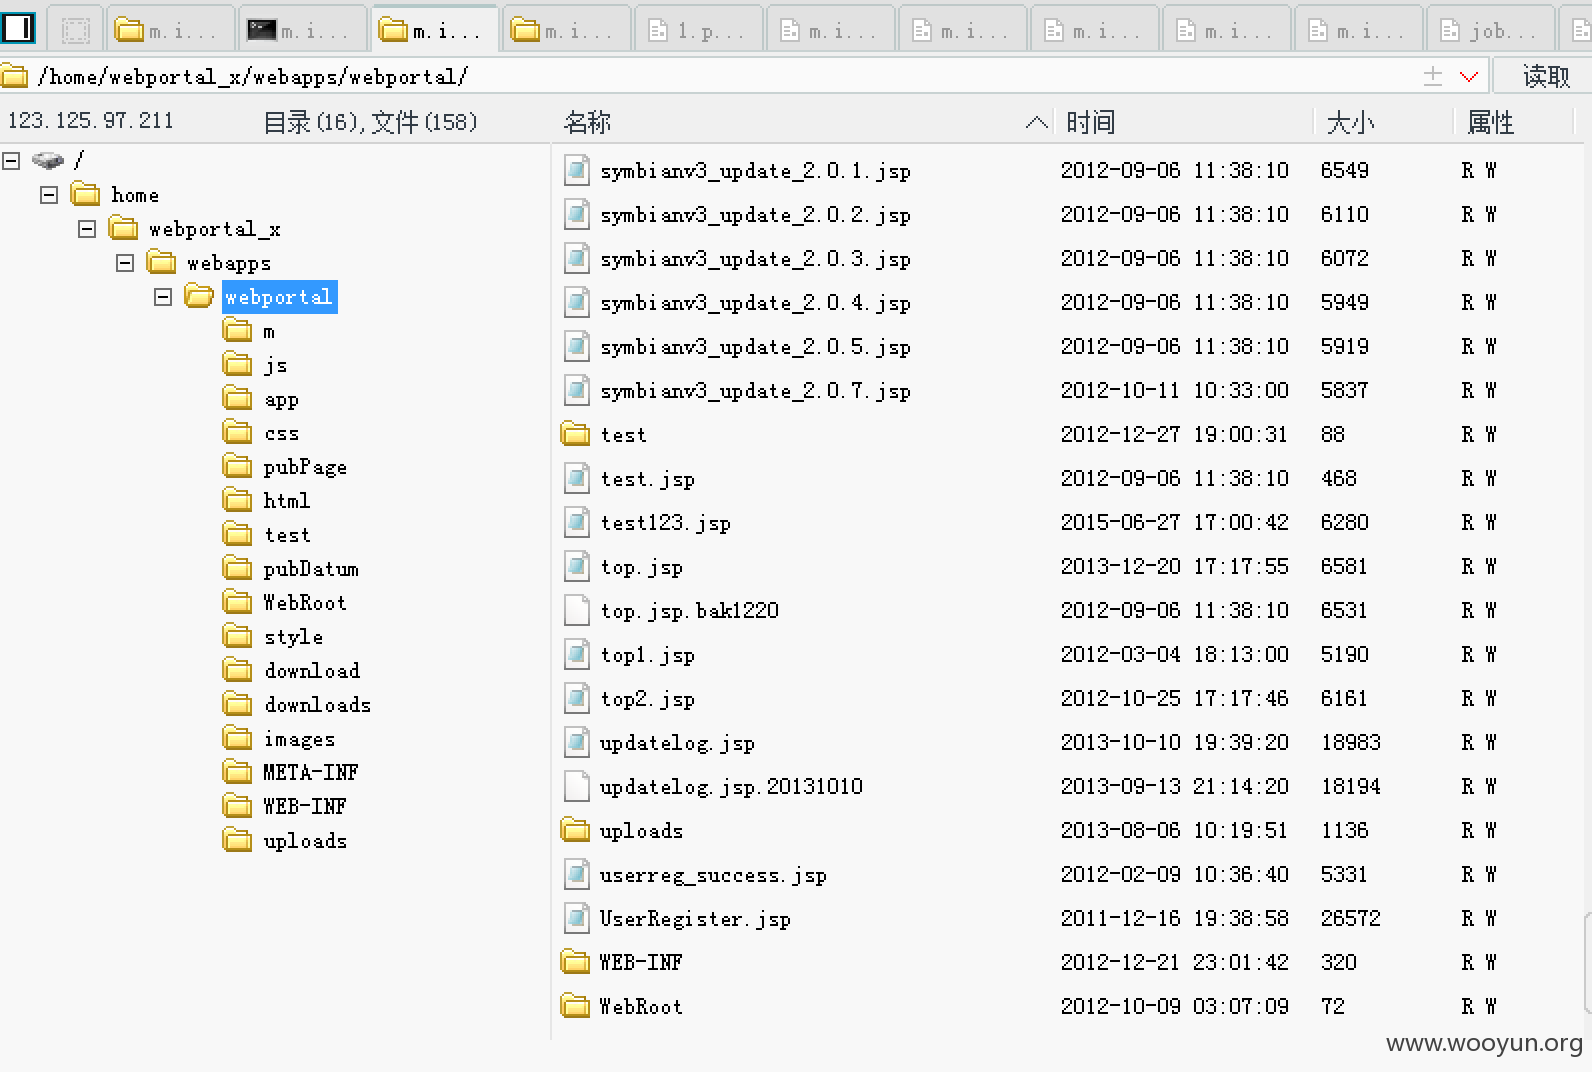 m.i... m.i... m.i... m.i... 1.p... m.i... m.i... m.i... m.i... m.i... job...
/home/webportal_x/webapps/webportal/ 读取
123.125.97.211 目录(16),文件(158) 名称 时间 大小 属性
/
home
webportal_x
webapps
webportal
m
js
app
css
pubPage
html
test
pubDatum
WebRoot
style
download
downloads
images
META-INF
WEB-INF
uploads
symbianv3_update_2.0.1.jsp 2012-09-06 11:38:10 6549 R W
symbianv3_update_2.0.2.jsp 2012-09-06 11:38:10 6110 R W
symbianv3_update_2.0.3.jsp 2012-09-06 11:38:10 6072 R W
symbianv3_update_2.0.4.jsp 2012-09-06 11:38:10 5949 R W
symbianv3_update_2.0.5.jsp 2012-09-06 11:38:10 5919 R W
symbianv3_update_2.0.7.jsp 2012-10-11 10:33:00 5837 R W
test 2012-12-27 19:00:31 88 R W
test.jsp 2012-09-06 11:38:10 468 R W
test123.jsp 2015-06-27 17:00:42 6280 R W
top.jsp 2013-12-20 17:17:55 6581 R W
top.jsp.bak1220 2012-09-06 11:38:10 6531 R W
top1.jsp 2012-03-04 18:13:00 5190 R W
top2.jsp 2012-10-25 17:17:46 6161 R W
updatelog.jsp 2013-10-10 19:39:20 18983 R W
updatelog.jsp.20131010 2013-09-13 21:14:20 18194 R W
uploads 2013-08-06 10:19:51 1136 R W
userreg_success.jsp 2012-02-09 10:36:40 5331 R W
UserRegister.jsp 2011-12-16 19:38:58 26572 R W
WEB-INF 2012-12-21 23:01:42 320 R W
WebRoot 2012-10-09 03:07:09 72 R W
www.wooyun.org